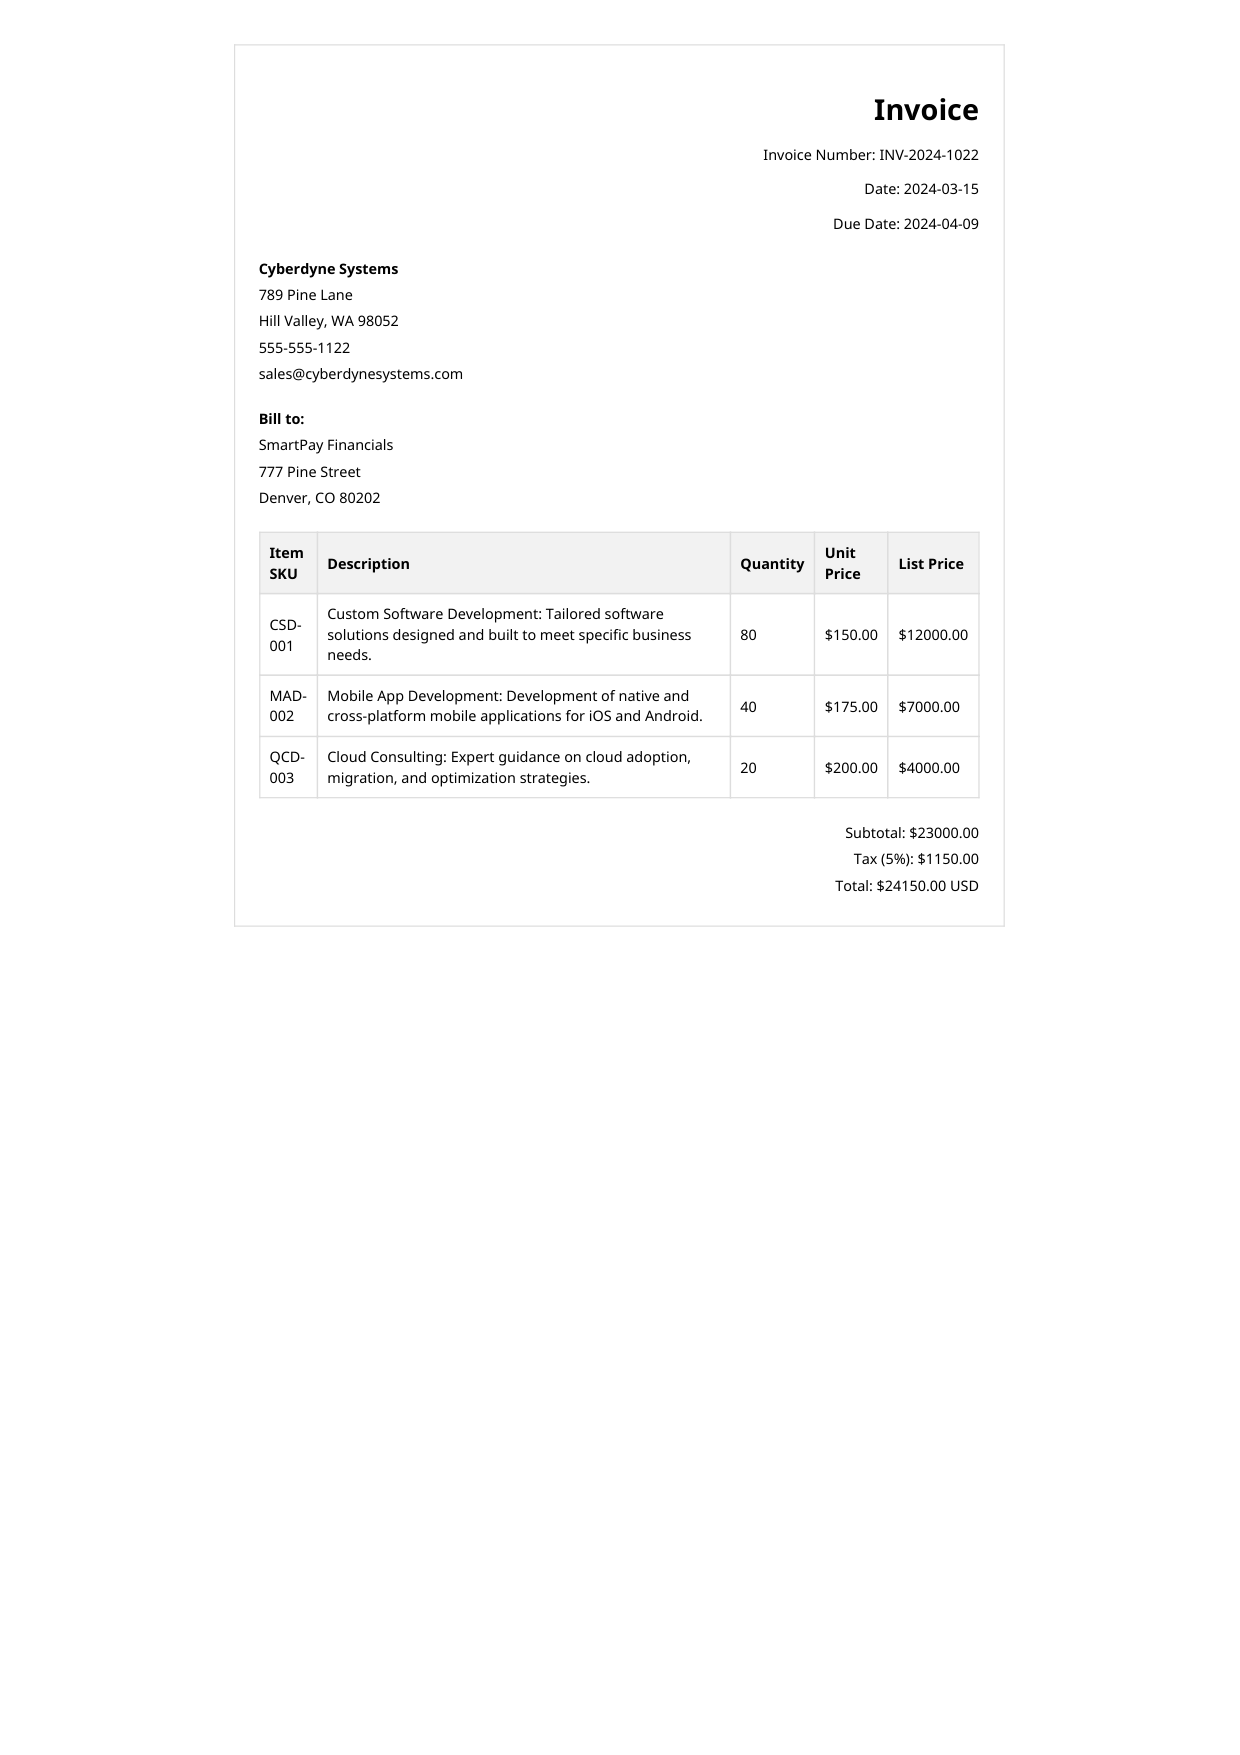 Invoice
Invoice Number: INV-2024-1022
Date: 2024-03-15
Due Date: 2024-04-09
Cyberdyne Systems
789 Pine Lane
Hill Valley, WA 98052
555-555-1122
sales@cyberdynesystems.com
Bill to:
SmartPay Financials
777 Pine Street
Denver, CO 80202
Item SKU Description Quantity Unit Price List Price
CSD-001 Custom Software Development: Tailored software solutions designed and built to meet specific business needs. 80 $150.00 $12000.00
MAD-002 Mobile App Development: Development of native and cross-platform mobile applications for iOS and Android. 40 $175.00 $7000.00
QCD-003 Cloud Consulting: Expert guidance on cloud adoption, migration, and optimization strategies. 20 $200.00 $4000.00
Subtotal: $23000.00
Tax (5%): $1150.00
Total: $24150.00 USD